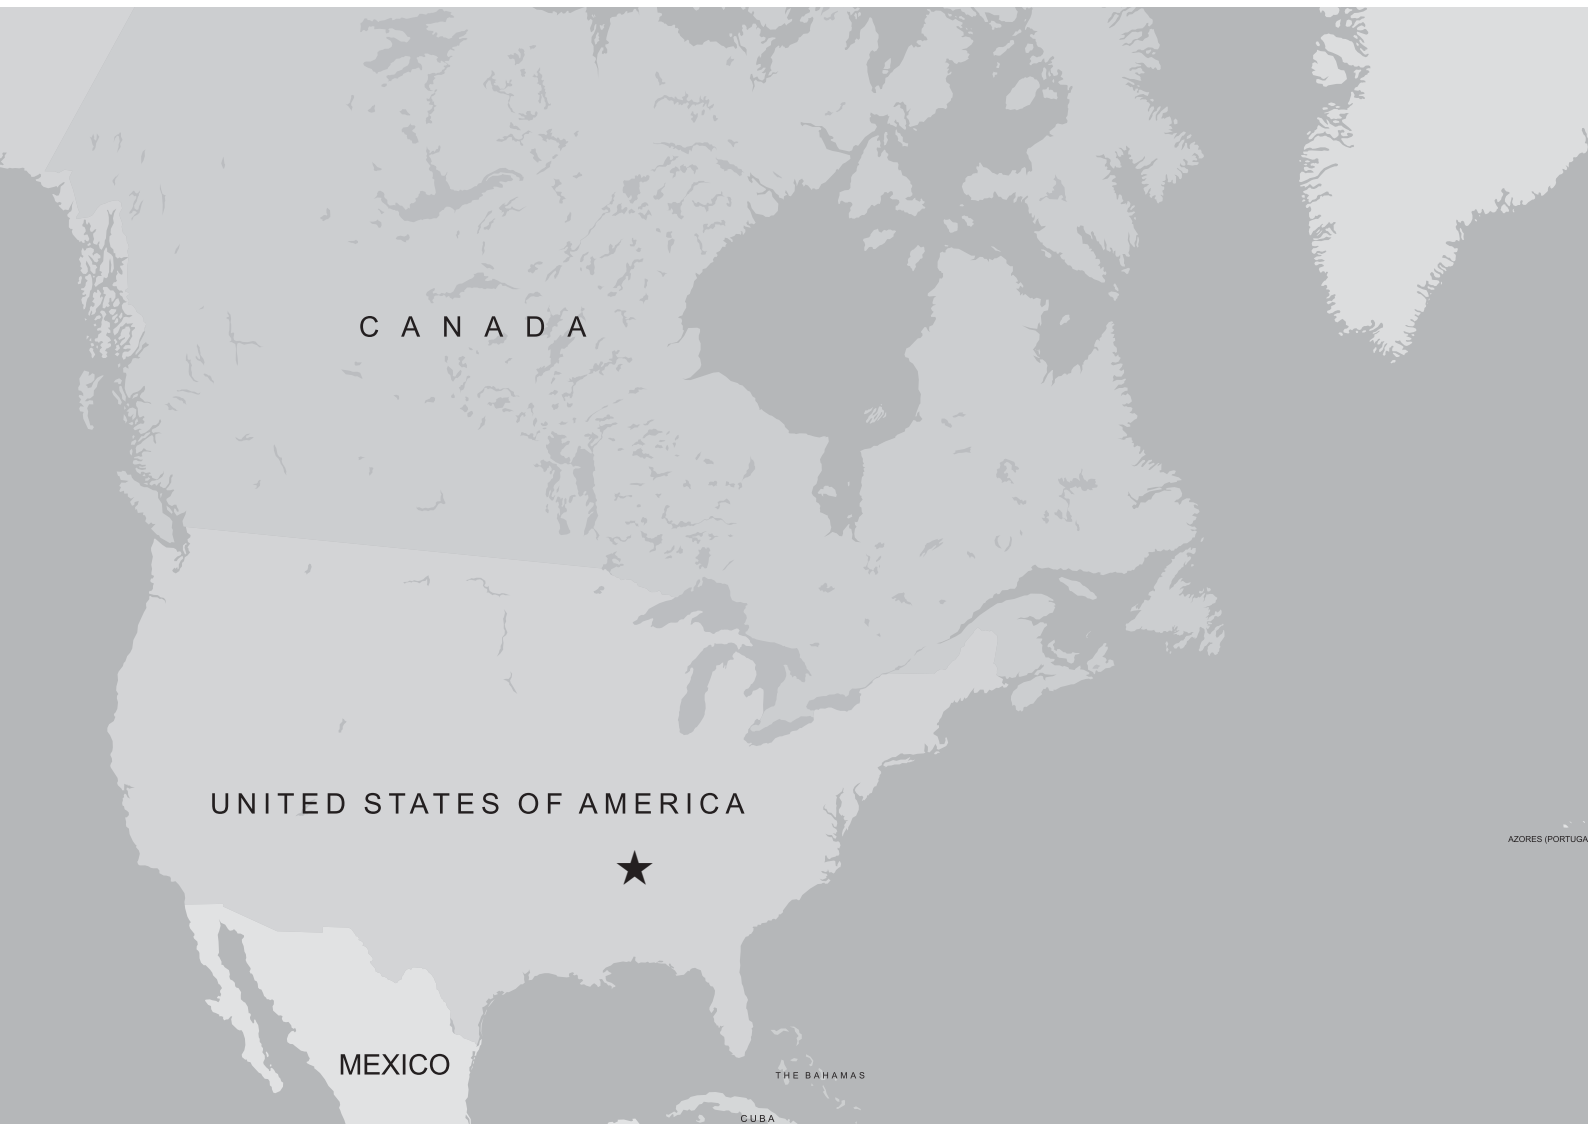 CANADA
UNITED STATES OF AMERICA
AZORES (PORTUGA
MEXICO
THE BAHAMAS
CUBA